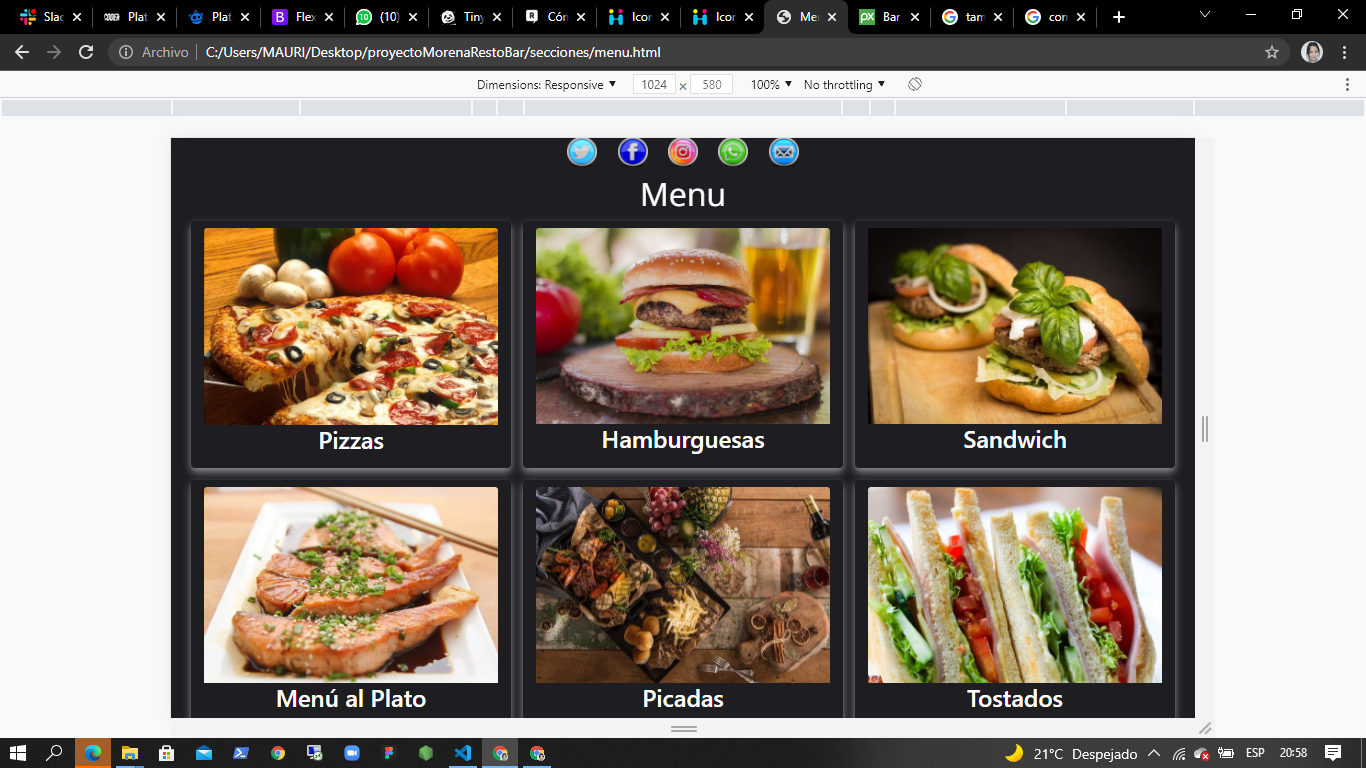 Slac
Plat
Plat
Flex
(10)
Tiny
Cón
Icor
Icor
Me
Bar
tam
con
Archivo
C:/Users/MAURI/Desktop/proyectoMorenaRestoBar/secciones/menu.html
Dimensions: Responsive 1024 × 580 100% No throttling
Menu
Pizzas
Hamburguesas
Sandwich
Menú al Plato
Picadas
Tostados
21°C Despejado ESP 20:58